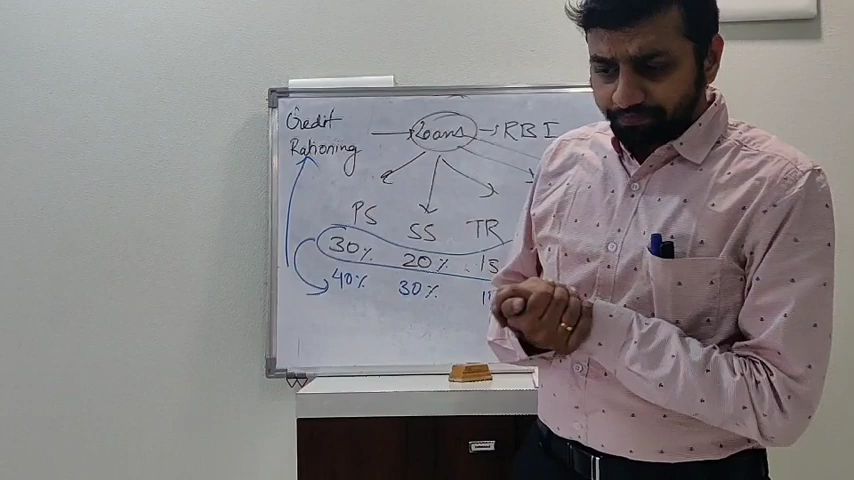 Credit
Rationing
Loans
RBI
PS
SS
TR
30%
20%
15
40%
30%